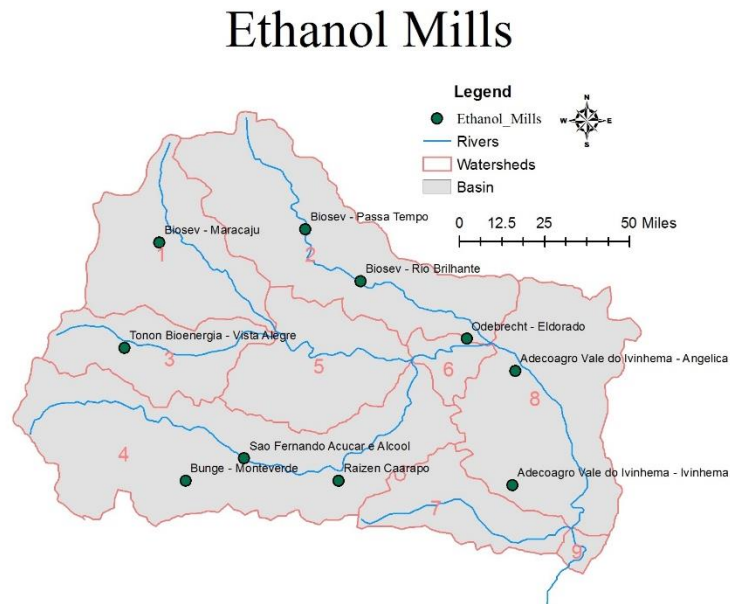 Ethanol Mills
Legend
Ethanol_Mills
Rivers
Watersheds
Basin
N
W
E
S
0 12.5 25 50 Miles
Biosev - Passa Tempo
Biosev - Maracaju
1
2
Biosev - Rio Brilhante
Odebrecht - Eldorado
Tonon Bioenergia - Vista Alegre
Adecoagro Vale do Ivinhema - Angelica
3
5
6
8
Sao Fernando Acucar e Alcool
4
Bunge - Monteverde
Raizen Caarapo
Adecoagro Vale do Ivinhema - Ivinhema
7
9